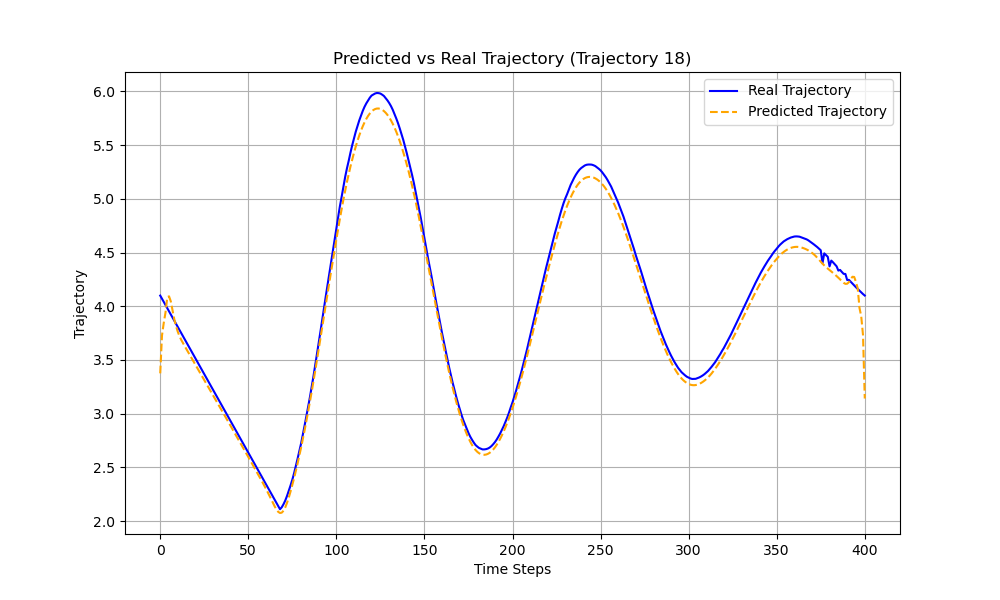 Predicted vs Real Trajectory (Trajectory 18)
Real Trajectory
Predicted Trajectory
6.0
5.5
5.0
4.5
4.0
3.5
3.0
2.5
2.0
Trajectory
0 50 100 150 200 250 300 350 400
Time Steps